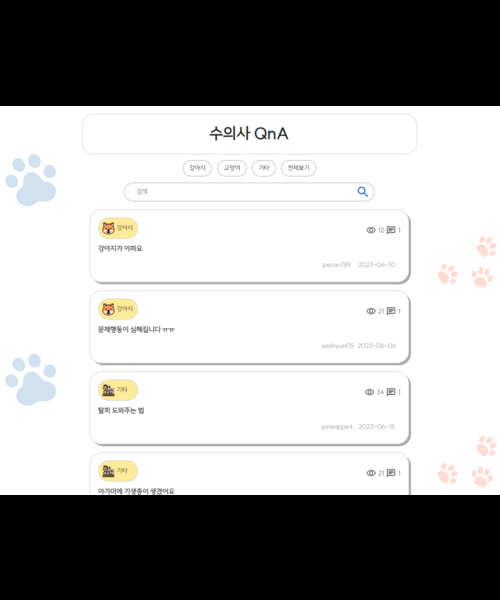 수의사 QnA
강아지 고양이 기타 전체보기
검색
강아지 12 1
강아지가 아파요
pecan789 2023-06-10
강아지 21 1
문제행동이 심해집니다 ㅠㅠ
seohyun05 2023-06-06
기타 34 1
탈피 도와주는 법
pineappe4 2023-06-15
기타 21 1
아가미에 기생충이 생겼어요